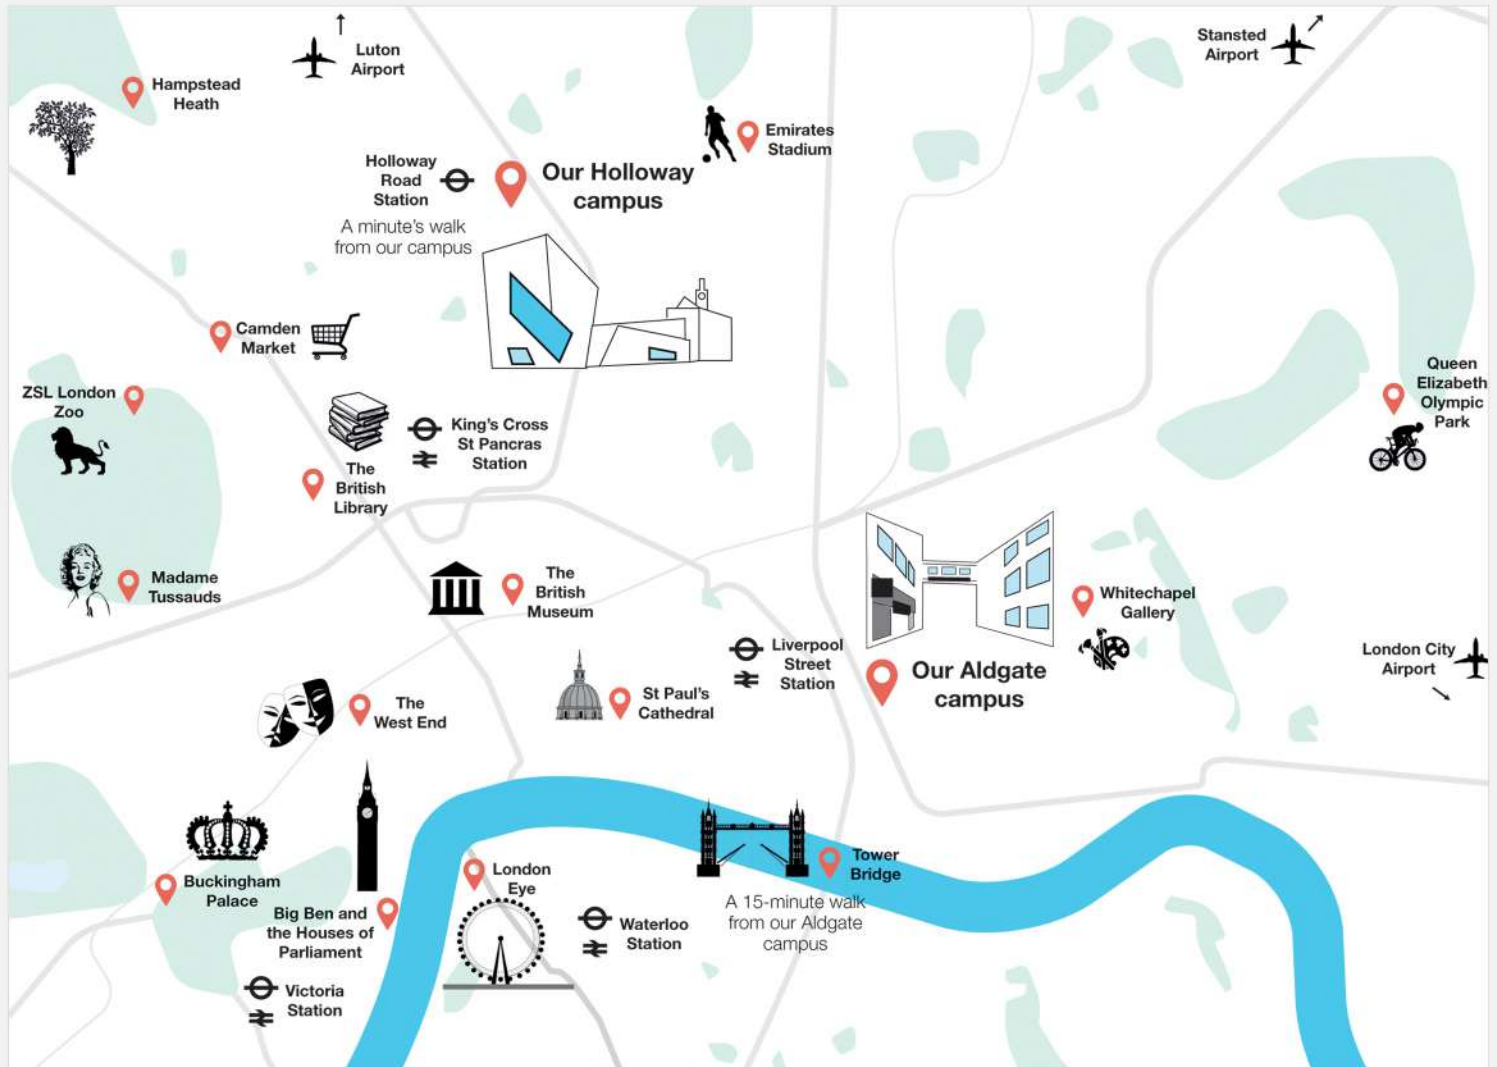 Luton
Airport
Stansted
Airport
Hampstead
Heath
Emirates
Stadium
Holloway
Road
Station
Our Holloway
campus
A minute's walk
from our campus
Camden
Market
ZSL London
Zoo
Queen
Elizabeth
Olympic
Park
King's Cross
St Pancras
Station
The
British
Library
Madame
Tussauds
The
British
Museum
Whitechapel
Gallery
Liverpool
Street
Station
Our Aldgate
campus
London City
Airport
St Paul's
Cathedral
The
West End
Tower
Bridge
A 15-minute walk
from our Aldgate
campus
London
Eye
Buckingham
Palace
Big Ben and
the Houses of
Parliament
Waterloo
Station
Victoria
Station